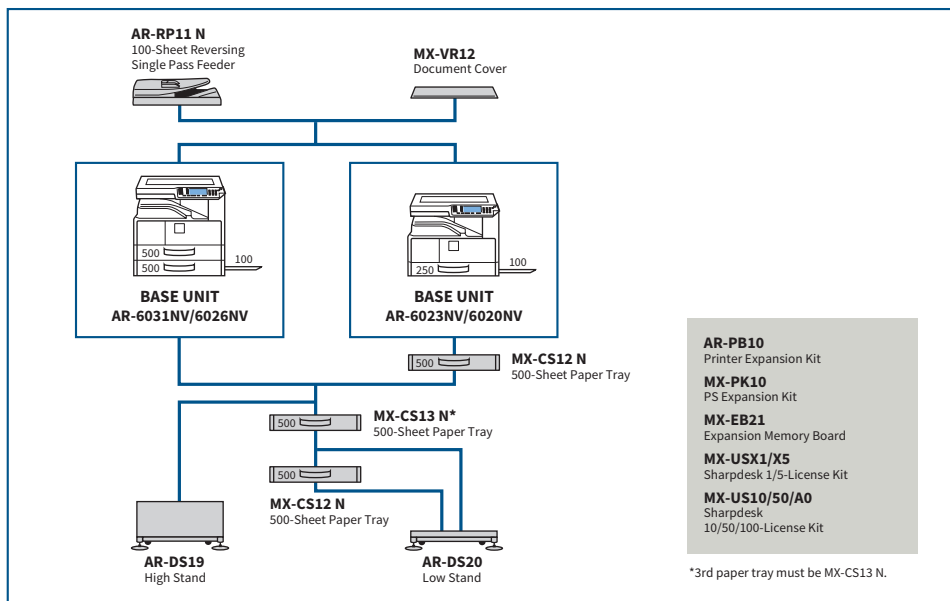 AR-RP11 N
100-Sheet Reversing
Single Pass Feeder
MX-VR12
Document Cover
500
500
100
BASE UNIT
AR-6031NV/6026NV
250
100
BASE UNIT
AR-6023NV/6020NV
500
MX-CS12 N
500-Sheet Paper Tray
500
MX-CS13 N*
500-Sheet Paper Tray
500
MX-CS12 N
500-Sheet Paper Tray
AR-DS19
High Stand
AR-DS20
Low Stand
AR-PB10
Printer Expansion Kit
MX-PK10
PS Expansion Kit
MX-EB21
Expansion Memory Board
MX-USX1/X5
Sharpdesk 1/5-License Kit
MX-US10/50/A0
Sharpdesk
10/50/100-License Kit
*3rd paper tray must be MX-CS13 N.